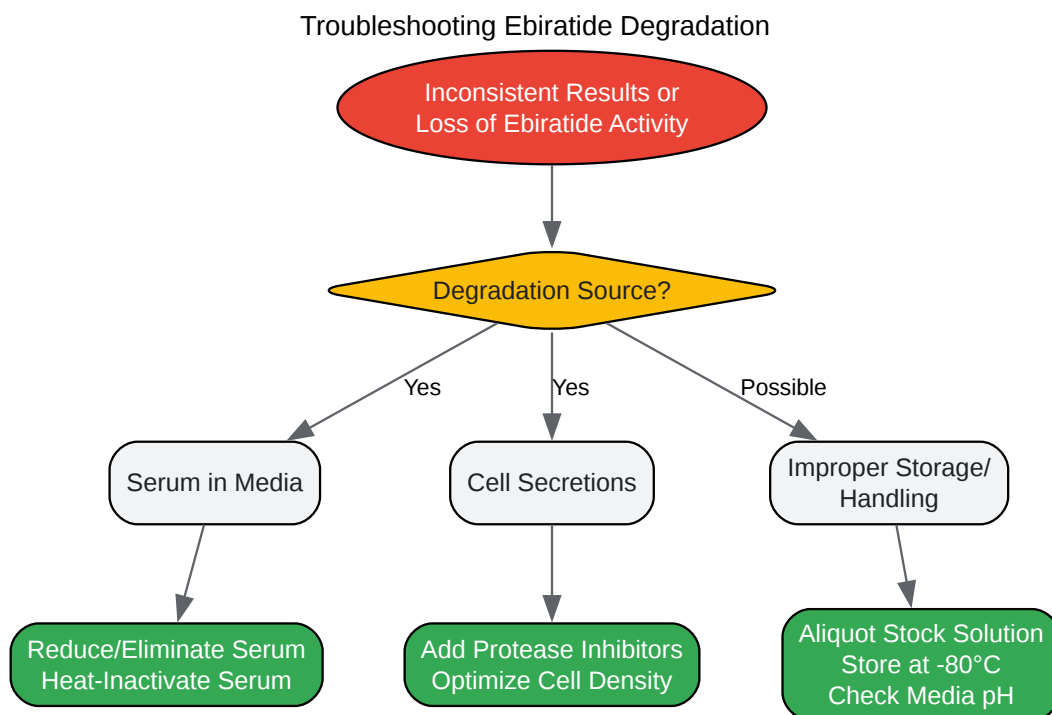 Troubleshooting Ebiratide Degradation
Inconsistent Results or
Loss of Ebiratide Activity
Degradation Source?
Yes
Yes
Possible
Serum in Media
Cell Secretions
Improper Storage/
Handling
Reduce/Eliminate Serum
Heat-Inactivate Serum
Add Protease Inhibitors
Optimize Cell Density
Aliquot Stock Solution
Store at -80°C
Check Media pH